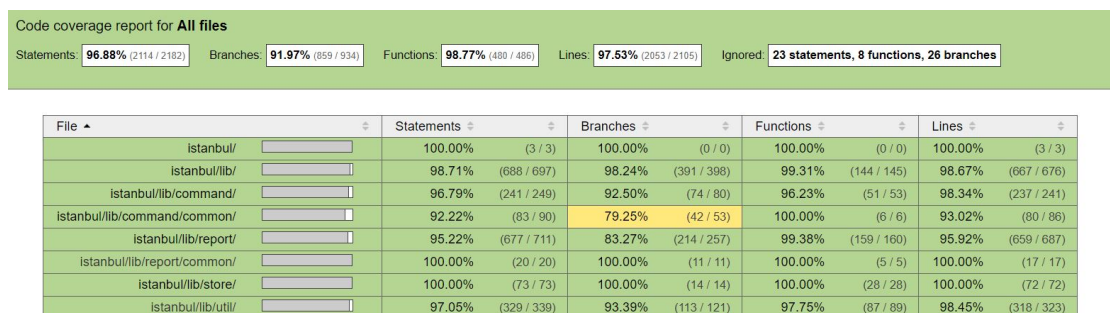 Code coverage report for All files
Statements: 96.88% (2114 / 2182) Branches: 91.97% (859 / 934) Functions: 98.77% (480 / 486) Lines: 97.53% (2053 / 2105) Ignored: 23 statements, 8 functions, 26 branches
File Statements Branches Functions Lines
istanbul/ 100.00% (3 / 3) 100.00% (0 / 0) 100.00% (0 / 0) 100.00% (3 / 3)
istanbul/lib/ 98.71% (688 / 697) 98.24% (391 / 398) 99.31% (144 / 145) 98.67% (667 / 676)
istanbul/lib/command/ 96.79% (241 / 249) 92.50% (74 / 80) 96.23% (51 / 53) 98.34% (237 / 241)
istanbul/lib/command/common/ 92.22% (83 / 90) 79.25% (42 / 53) 100.00% (6 / 6) 93.02% (80 / 86)
istanbul/lib/report/ 95.22% (677 / 711) 83.27% (214 / 257) 99.38% (159 / 160) 95.92% (659 / 687)
istanbul/lib/report/common/ 100.00% (20 / 20) 100.00% (11 / 11) 100.00% (5 / 5) 100.00% (17 / 17)
istanbul/lib/store/ 100.00% (73 / 73) 100.00% (14 / 14) 100.00% (28 / 28) 100.00% (72 / 72)
istanbul/lib/util/ 97.05% (329 / 339) 93.39% (113 / 121) 97.75% (87 / 89) 98.45% (318 / 323)